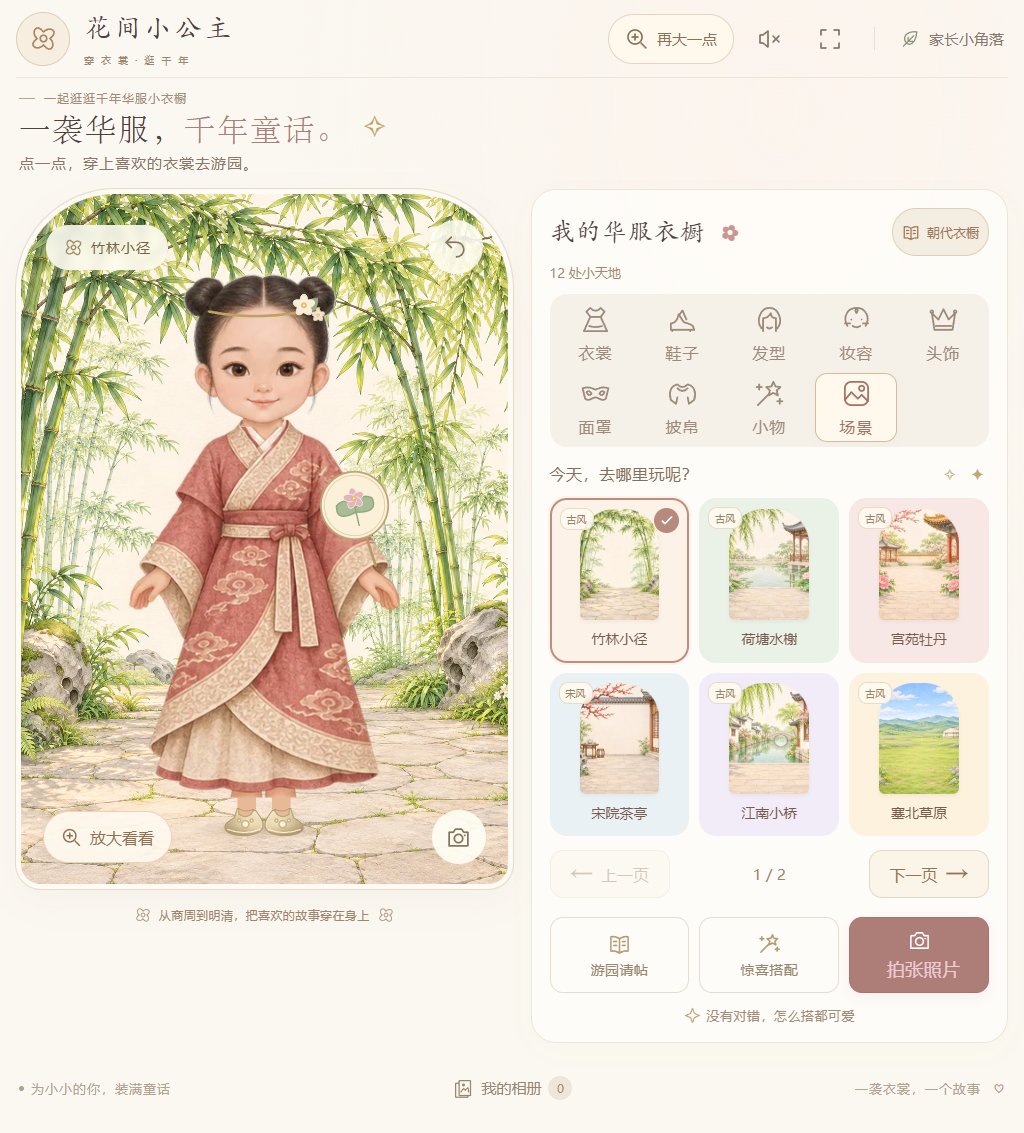 花间小公主
穿衣裳·逛千年
再大一点
家长小角落
一起逛逛千年华服小衣橱
一袭华服，千年童话。
点一点，穿上喜欢的衣裳去游园。
竹林小径
放大看看
从商周到明清，把喜欢的故事穿在身上
我的华服衣橱
朝代衣橱
12 处小天地
衣裳
鞋子
发型
妆容
头饰
面罩
披帛
小物
场景
今天，去哪里玩呢？
古风
竹林小径
古风
荷塘水榭
古风
宫苑牡丹
宋风
宋院茶亭
古风
江南小桥
古风
塞北草原
← 上一页
1 / 2
下一页 →
游园请帖
惊喜搭配
拍张照片
没有对错，怎么搭都可爱
• 为小小的你，装满童话
我的相册 0
一袭衣裳，一个故事 ♡